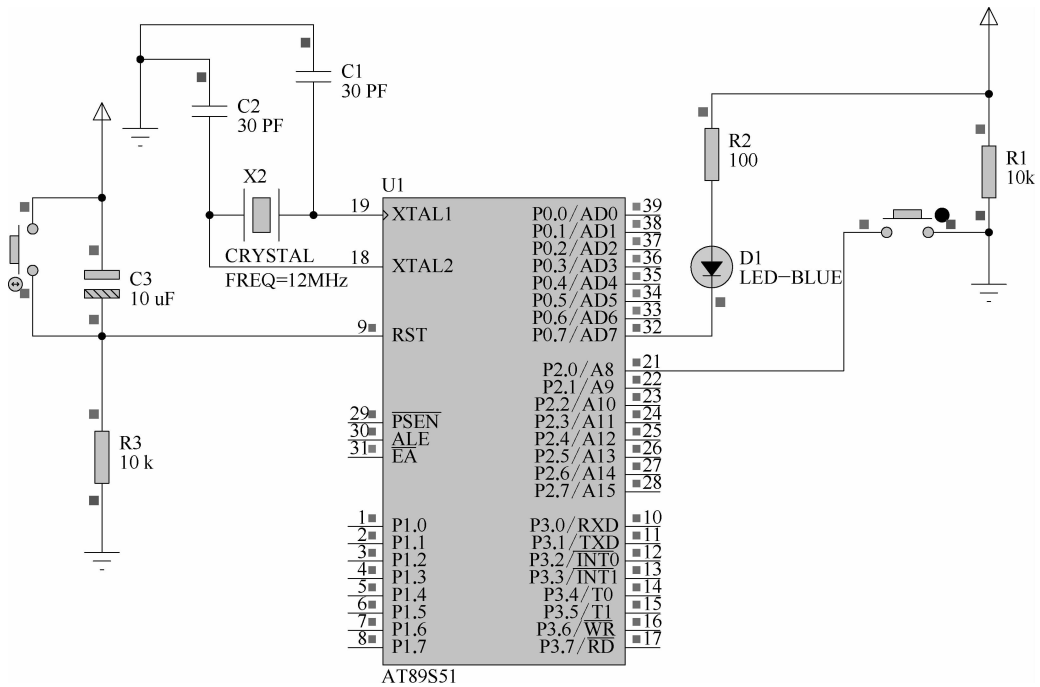 C1
30 PF
C2
30 PF
X2
CRYSTAL
FREQ=12MHz
C3
10 uF
R3
10 k
R2
100
R1
10k
D1
LED-BLUE
U1
19 XTAL1
18 XTAL2
9 RST
29 PSEN
30 ALE
31 EA
1 P1.0
2 P1.1
3 P1.2
4 P1.3
5 P1.4
6 P1.5
7 P1.6
8 P1.7
P0.0/AD0 39
P0.1/AD1 38
P0.2/AD2 37
P0.3/AD3 36
P0.4/AD4 35
P0.5/AD5 34
P0.6/AD6 33
P0.7/AD7 32
P2.0/A8 21
P2.1/A9 22
P2.2/A10 23
P2.3/A11 24
P2.4/A12 25
P2.5/A13 26
P2.6/A14 27
P2.7/A15 28
P3.0/RXD 10
P3.1/TXD 11
P3.2/INT0 12
P3.3/INT1 13
P3.4/T0 14
P3.5/T1 15
P3.6/WR 16
P3.7/RD 17
AT89S51